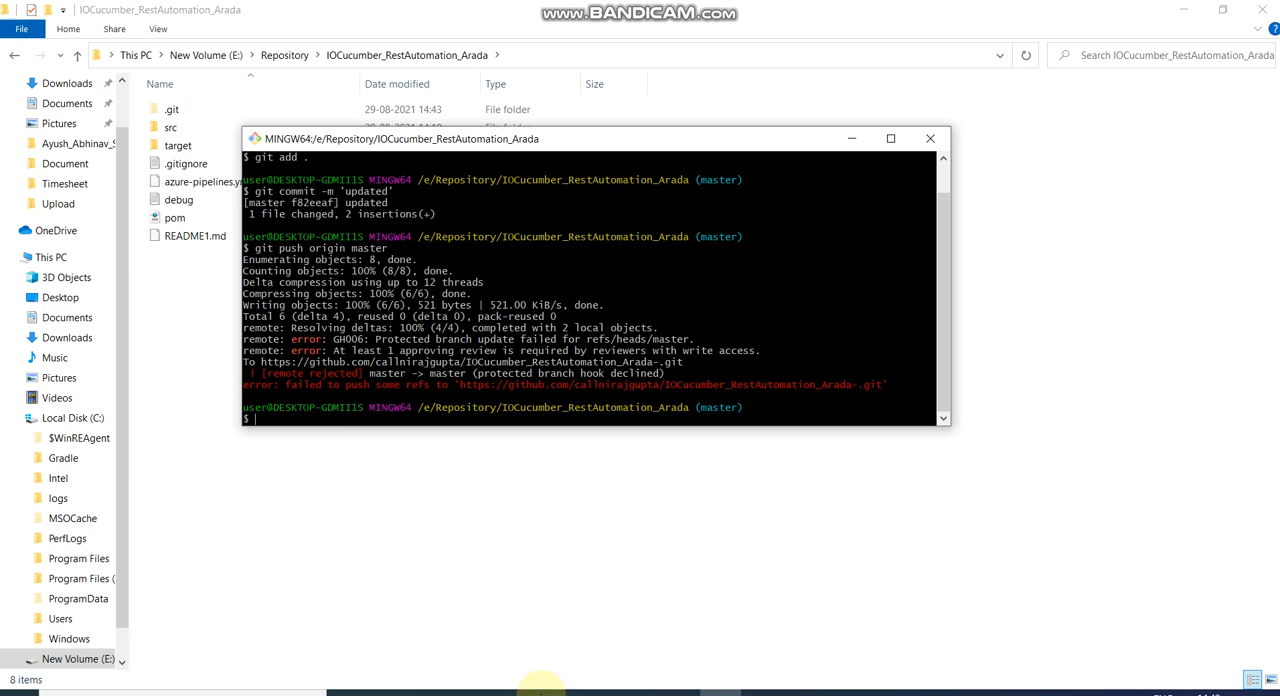 IOCucumber_RestAutomation_Arada
www.BANDICAM.com
File
Home
Share
View
This PC
New Volume (E:)
Repository
IOCucumber_RestAutomation_Arada
Search IOCucumber_RestAutomation_Arada
Downloads
Documents
Pictures
Ayush_Abhinav_S
Document
Timesheet
Upload
OneDrive
This PC
3D Objects
Desktop
Documents
Downloads
Music
Pictures
Videos
Local Disk (C:)
$WinREAgent
Gradle
Intel
logs
MSOCache
PerfLogs
Program Files
Program Files (
ProgramData
Users
Windows
New Volume (E:)
8 items
Name
Date modified
Type
Size
.git
29-08-2021 14:43
File folder
src
target
.gitignore
azure-pipelines.y
debug
pom
README1.md
MINGW64:/e/Repository/IOCucumber_RestAutomation_Arada
$ git add .
user@DESKTOP-GDMII1S MINGW64 /e/Repository/IOCucumber_RestAutomation_Arada (master)
$ git commit -m 'updated'
[master f82eeaf] updated
1 file changed, 2 insertions(+)
user@DESKTOP-GDMII1S MINGW64 /e/Repository/IOCucumber_RestAutomation_Arada (master)
$ git push origin master
Enumerating objects: 8, done.
Counting objects: 100% (8/8), done.
Delta compression using up to 12 threads
Compressing objects: 100% (6/6), done.
Writing objects: 100% (6/6), 521 bytes | 521.00 KiB/s, done.
Total 6 (delta 4), reused 0 (delta 0), pack-reused 0
remote: Resolving deltas: 100% (4/4), completed with 2 local objects.
remote: error: GH006: Protected branch update failed for refs/heads/master.
remote: error: At least 1 approving review is required by reviewers with write access.
To https://github.com/callnirajgupta/IOCucumber_RestAutomation_Arada-.git
! [remote rejected] master -> master (protected branch hook declined)
error: failed to push some refs to 'https://github.com/callnirajgupta/IOCucumber_RestAutomation_Arada-.git'
user@DESKTOP-GDMII1S MINGW64 /e/Repository/IOCucumber_RestAutomation_Arada (master)
$